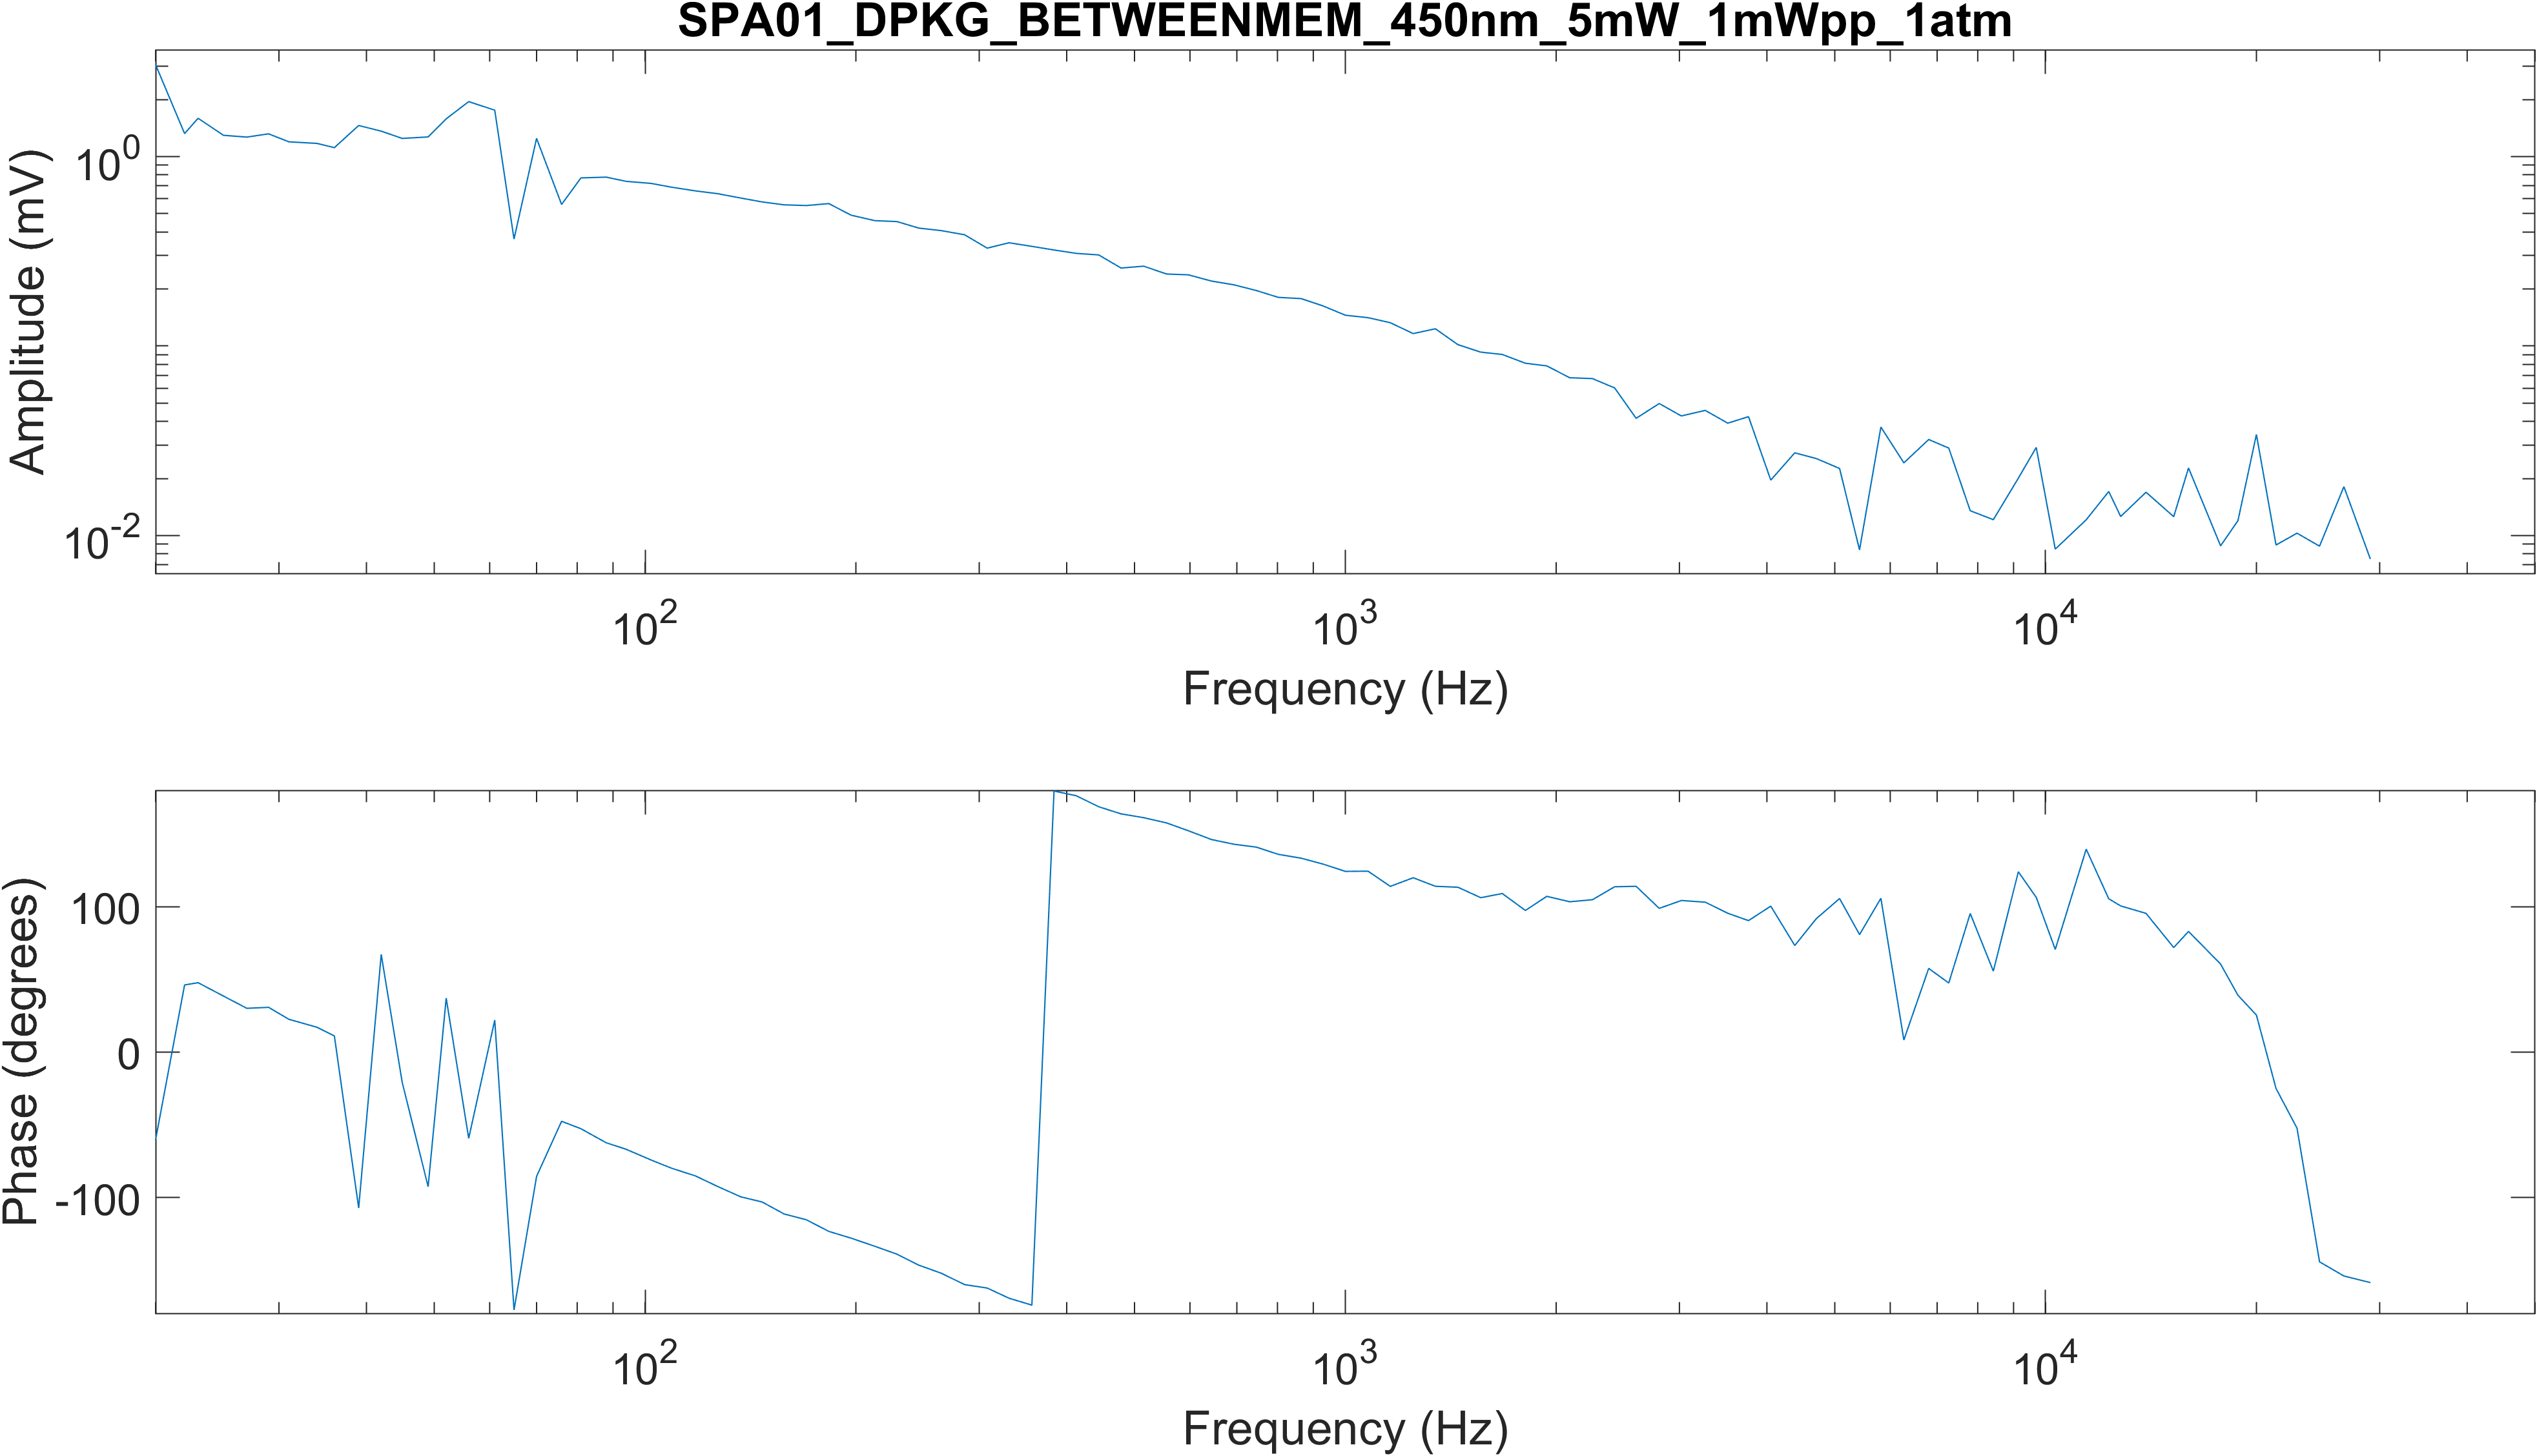 SPA01_DPKG_BETWEENMEM_450nm_5mW_1mWpp_1atm
Amplitude (mV)
10^0
10^-2
10^2 10^3 10^4
Frequency (Hz)
Phase (degrees)
100
0
-100
10^2 10^3 10^4
Frequency (Hz)